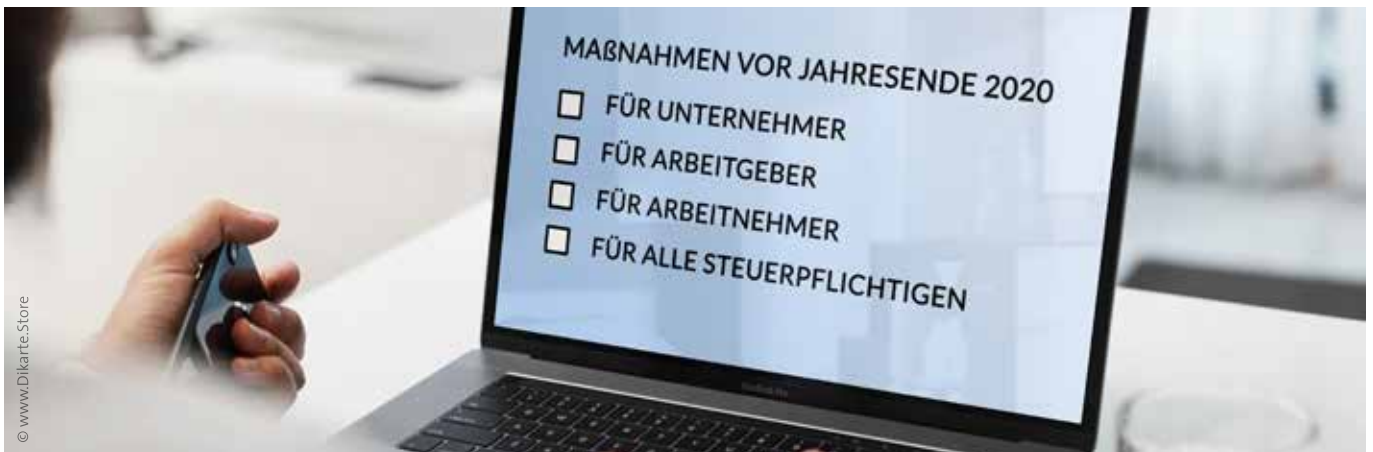 MAßNAHMEN VOR JAHRESENDE 2020
FÜR UNTERNEHMER
FÜR ARBEITGEBER
FÜR ARBEITNEHMER
FÜR ALLE STEUERPFLICHTIGEN
© www.Dikarte.Store